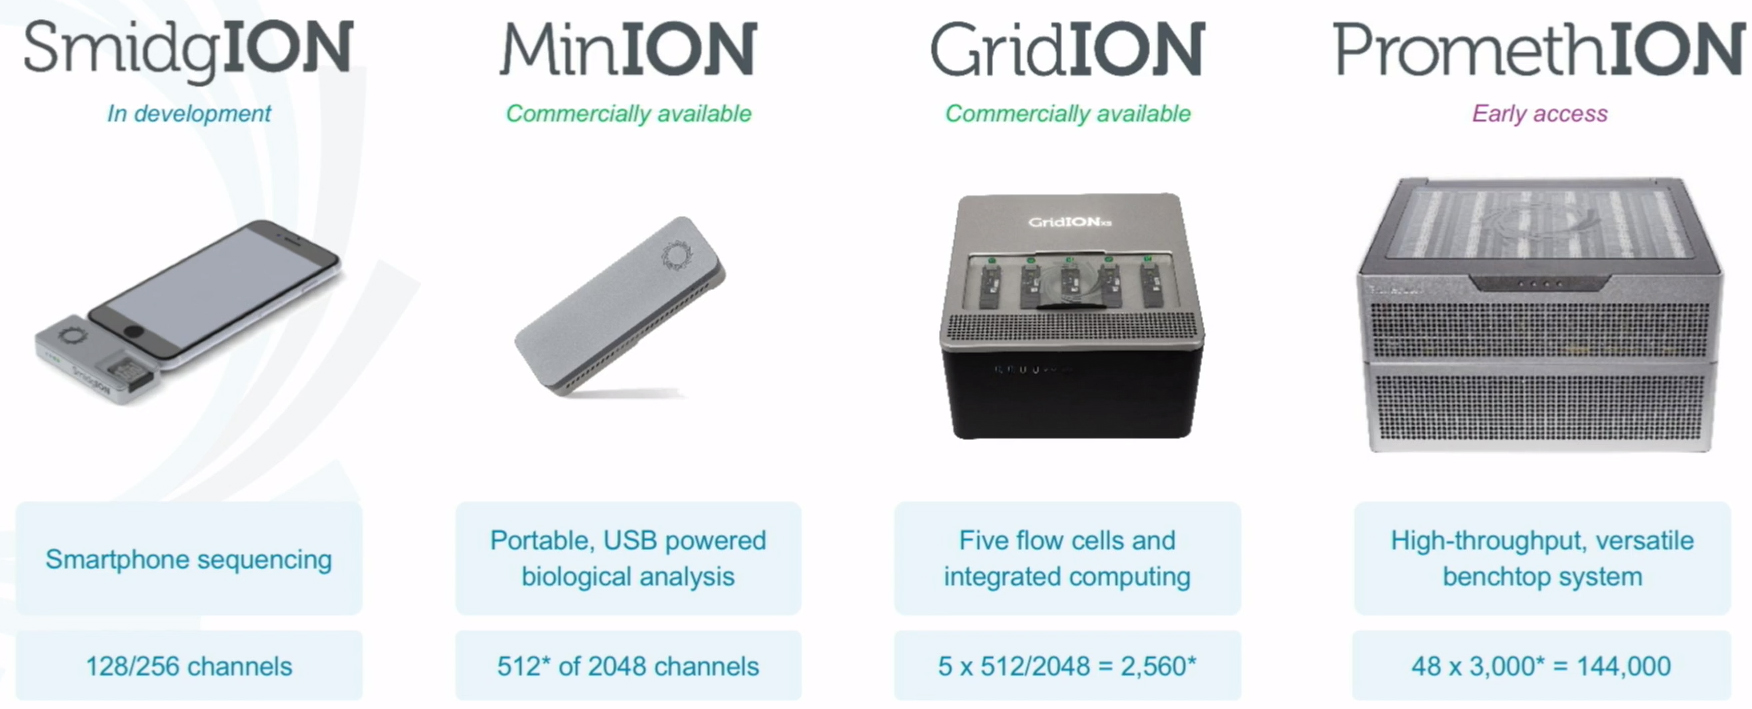 SmidgION
In development
SmidgION
Smartphone sequencing
128/256 channels
MinION
Commercially available
Portable, USB powered
biological analysis
512* of 2048 channels
GridION
Commercially available
GridIONx5
Five flow cells and
integrated computing
5 x 512/2048 = 2,560*
PromethION
Early access
High-throughput, versatile
benchtop system
48 x 3,000* = 144,000